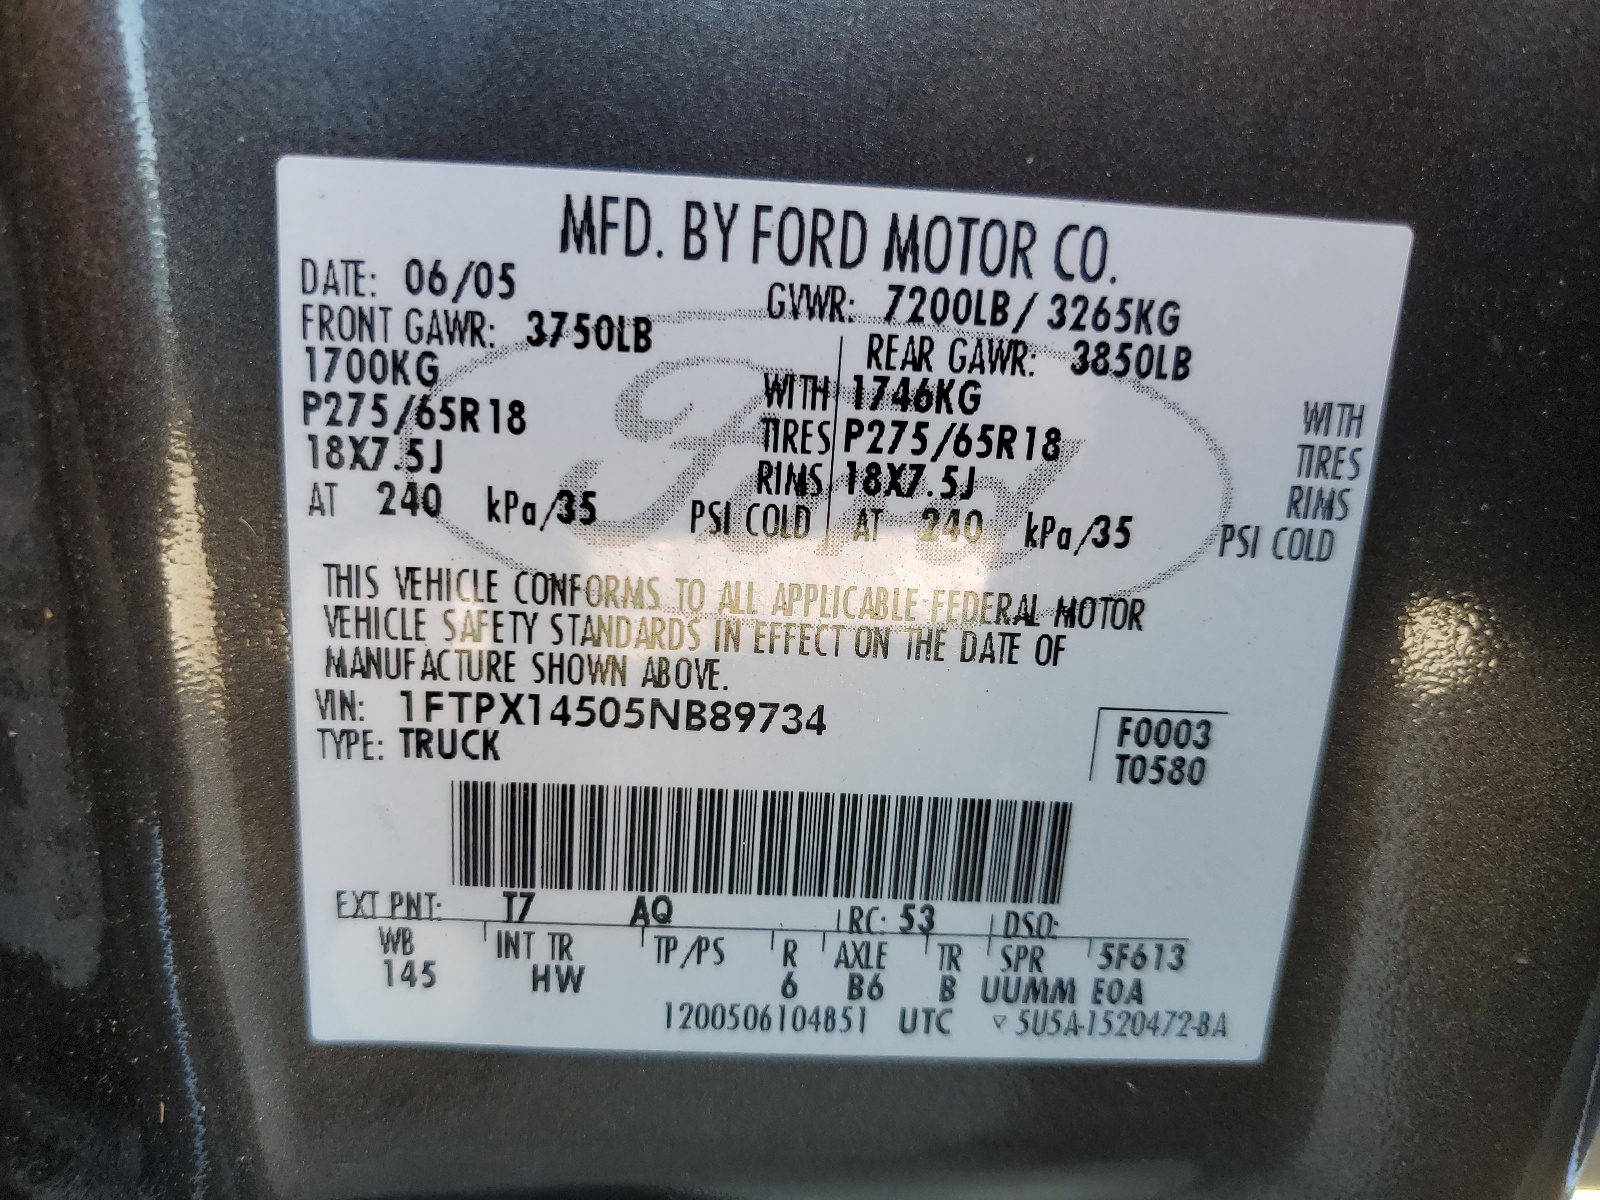 MFD. BY FORD MOTOR CO.
DATE: 06/05 GVWR: 7200LB/ 3265KG
FRONT GAWR: 3750LB REAR GAWR: 3850LB
1700KG WITH 1746KG WITH
P275/65R18 TIRES P275/65R18 TIRES
18X7.5J RIMS 18X7.5J RIMS
AT 240 kPa/35 PSI COLD AT 240 kPa/35 PSI COLD
Ford
THIS VEHICLE CONFORMS TO ALL APPLICABLE FEDERAL MOTOR
VEHICLE SAFETY STANDARDS IN EFFECT ON THE DATE OF
MANUFACTURE SHOWN ABOVE.
VIN: 1FTPX14505NB89734 F0003
TYPE: TRUCK T0580
EXT PNT: T7 AQ RC: 53 DSO:
WB INT TR TP/PS R AXLE TR SPR 5F613
145 HW 6 B6 B UUMM E0A
1200506104851 UTC ▽ 5U5A-1520472-BA